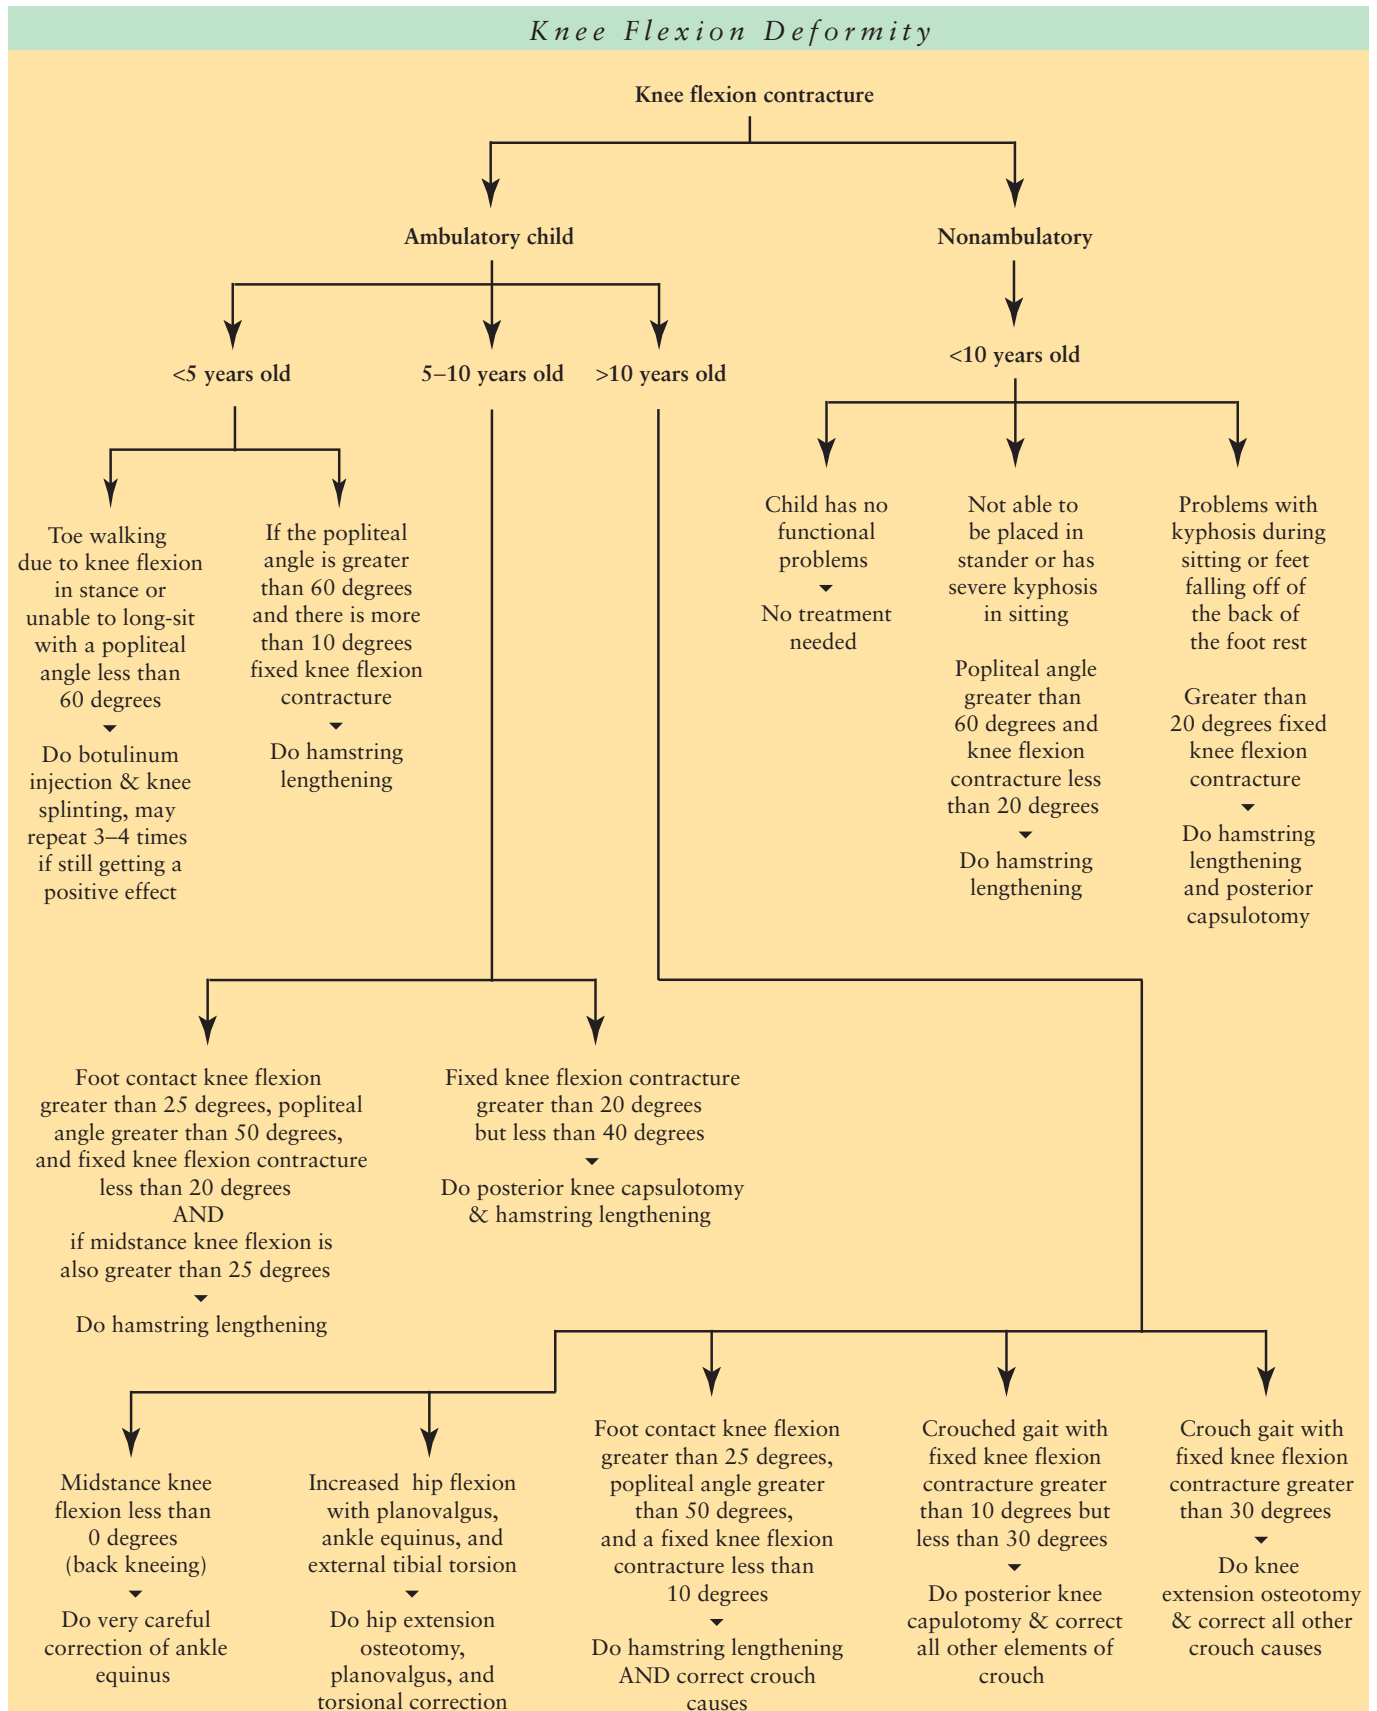 Knee Flexion Deformity
Knee flexion contracture
Ambulatory child
Nonambulatory
<5 years old
5–10 years old
>10 years old
<10 years old
Toe walking
due to knee flexion
in stance or
unable to long-sit
with a popliteal
angle less than
60 degrees
Do botulinum
injection & knee
splinting, may
repeat 3–4 times
if still getting a
positive effect
If the popliteal
angle is greater
than 60 degrees
and there is more
than 10 degrees
fixed knee flexion
contracture
Do hamstring
lengthening
Child has no
functional
problems
No treatment
needed
Not able to
be placed in
stander or has
severe kyphosis
in sitting
Popliteal angle
greater than
60 degrees and
knee flexion
contracture less
than 20 degrees
Do hamstring
lengthening
Problems with
kyphosis during
sitting or feet
falling off of
the back of
the foot rest
Greater than
20 degrees fixed
knee flexion
contracture
Do hamstring
lengthening
and posterior
capsulotomy
Foot contact knee flexion
greater than 25 degrees, popliteal
angle greater than 50 degrees,
and fixed knee flexion contracture
less than 20 degrees
AND
if midstance knee flexion is
also greater than 25 degrees
Do hamstring lengthening
Fixed knee flexion contracture
greater than 20 degrees
but less than 40 degrees
Do posterior knee capsulotomy
& hamstring lengthening
Midstance knee
flexion less than
0 degrees
(back kneeing)
Do very careful
correction of ankle
equinus
Increased hip flexion
with planovalgus,
ankle equinus, and
external tibial torsion
Do hip extension
osteotomy,
planovalgus, and
torsional correction
Foot contact knee flexion
greater than 25 degrees,
popliteal angle greater
than 50 degrees,
and a fixed knee flexion
contracture less than
10 degrees
Do hamstring lengthening
AND correct crouch
causes
Crouched gait with
fixed knee flexion
contracture greater
than 10 degrees but
less than 30 degrees
Do posterior knee
capulotomy & correct
all other elements of
crouch
Crouch gait with
fixed knee flexion
contracture greater
than 30 degrees
Do knee
extension osteotomy
& correct all other
crouch causes